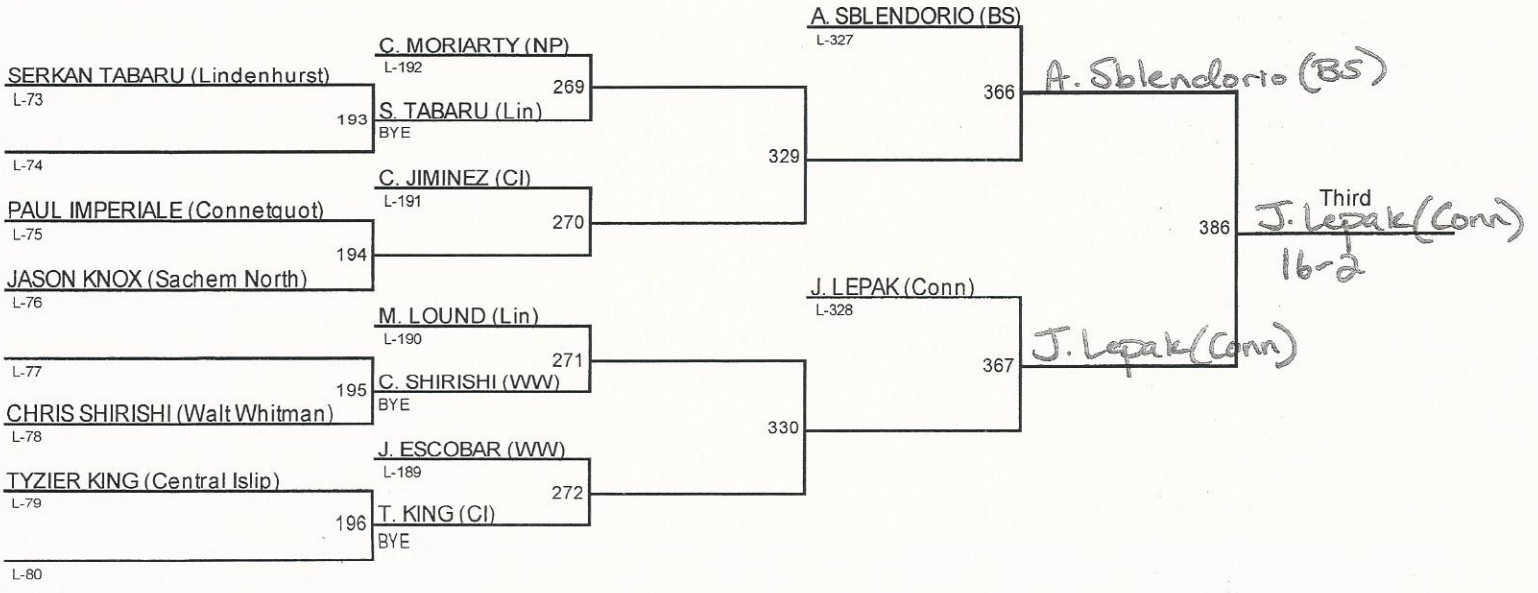 SERKAN TABARU (Lindenhurst)
L-73
193
L-74
PAUL IMPERIALE (Connetquot)
L-75
194
JASON KNOX (Sachem North)
L-76
L-77
195
CHRIS SHIRISHI (Walt Whitman)
L-78
TYZIER KING (Central Islip)
L-79
196
L-80
C. MORIARTY (NP)
L-192
269
S. TABARU (Lin)
BYE
C. JIMINEZ (CI)
L-191
270
M. LOUND (Lin)
L-190
271
C. SHIRISHI (WW)
BYE
J. ESCOBAR (WW)
L-189
272
T. KING (CI)
BYE
329
330
A. SBLENDORIO (BS)
L-327
366
J. LEPAK (Conn)
L-328
367
A. Sblendorio (BS)
J. Lepak (Conn)
386
Third
J. Lepak (Conn)
16-2